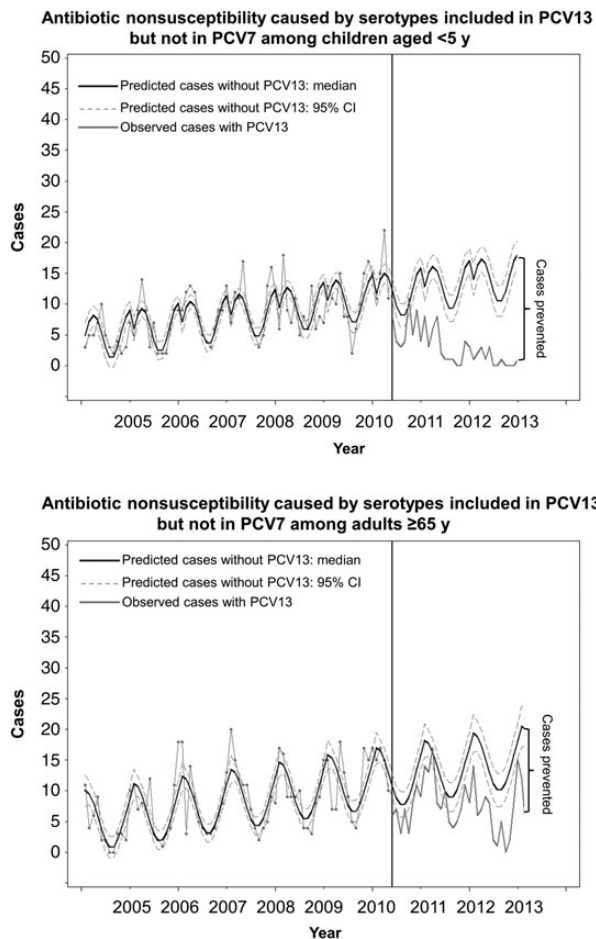 Antibiotic nonsusceptibility caused by serotypes included in PCV13
but not in PCV7 among children aged <5 y
50
45
40
35
30
25
20
15
10
5
0
Cases
Predicted cases without PCV13: median
Predicted cases without PCV13: 95% CI
Observed cases with PCV13
Cases prevented
2005 2006 2007 2008 2009 2010 2011 2012 2013
Year
Antibiotic nonsusceptibility caused by serotypes included in PCV13
but not in PCV7 among adults ≥65 y
50
45
40
35
30
25
20
15
10
5
0
Cases
Predicted cases without PCV13: median
Predicted cases without PCV13: 95% CI
Observed cases with PCV13
Cases prevented
2005 2006 2007 2008 2009 2010 2011 2012 2013
Year